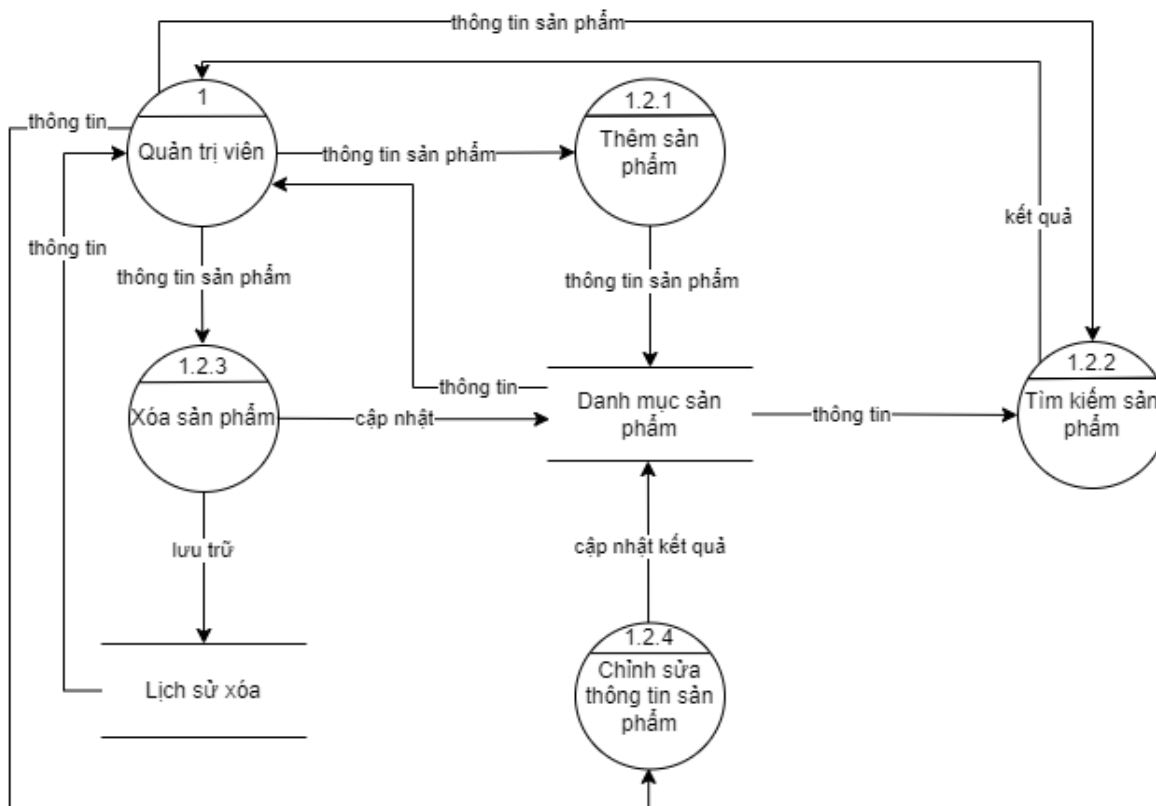 thông tin sản phẩm
1
1.2.1
thông tin
Quản trị viên
thông tin sản phẩm
Thêm sản
phẩm
kết quả
thông tin
thông tin sản phẩm
thông tin sản phẩm
1.2.3
1.2.2
Xóa sản phẩm
cập nhật
thông tin
Danh mục sản
phẩm
thông tin
Tìm kiếm sản
phẩm
lưu trữ
cập nhật kết quả
1.2.4
Lịch sử xóa
Chỉnh sửa
thông tin sản
phẩm